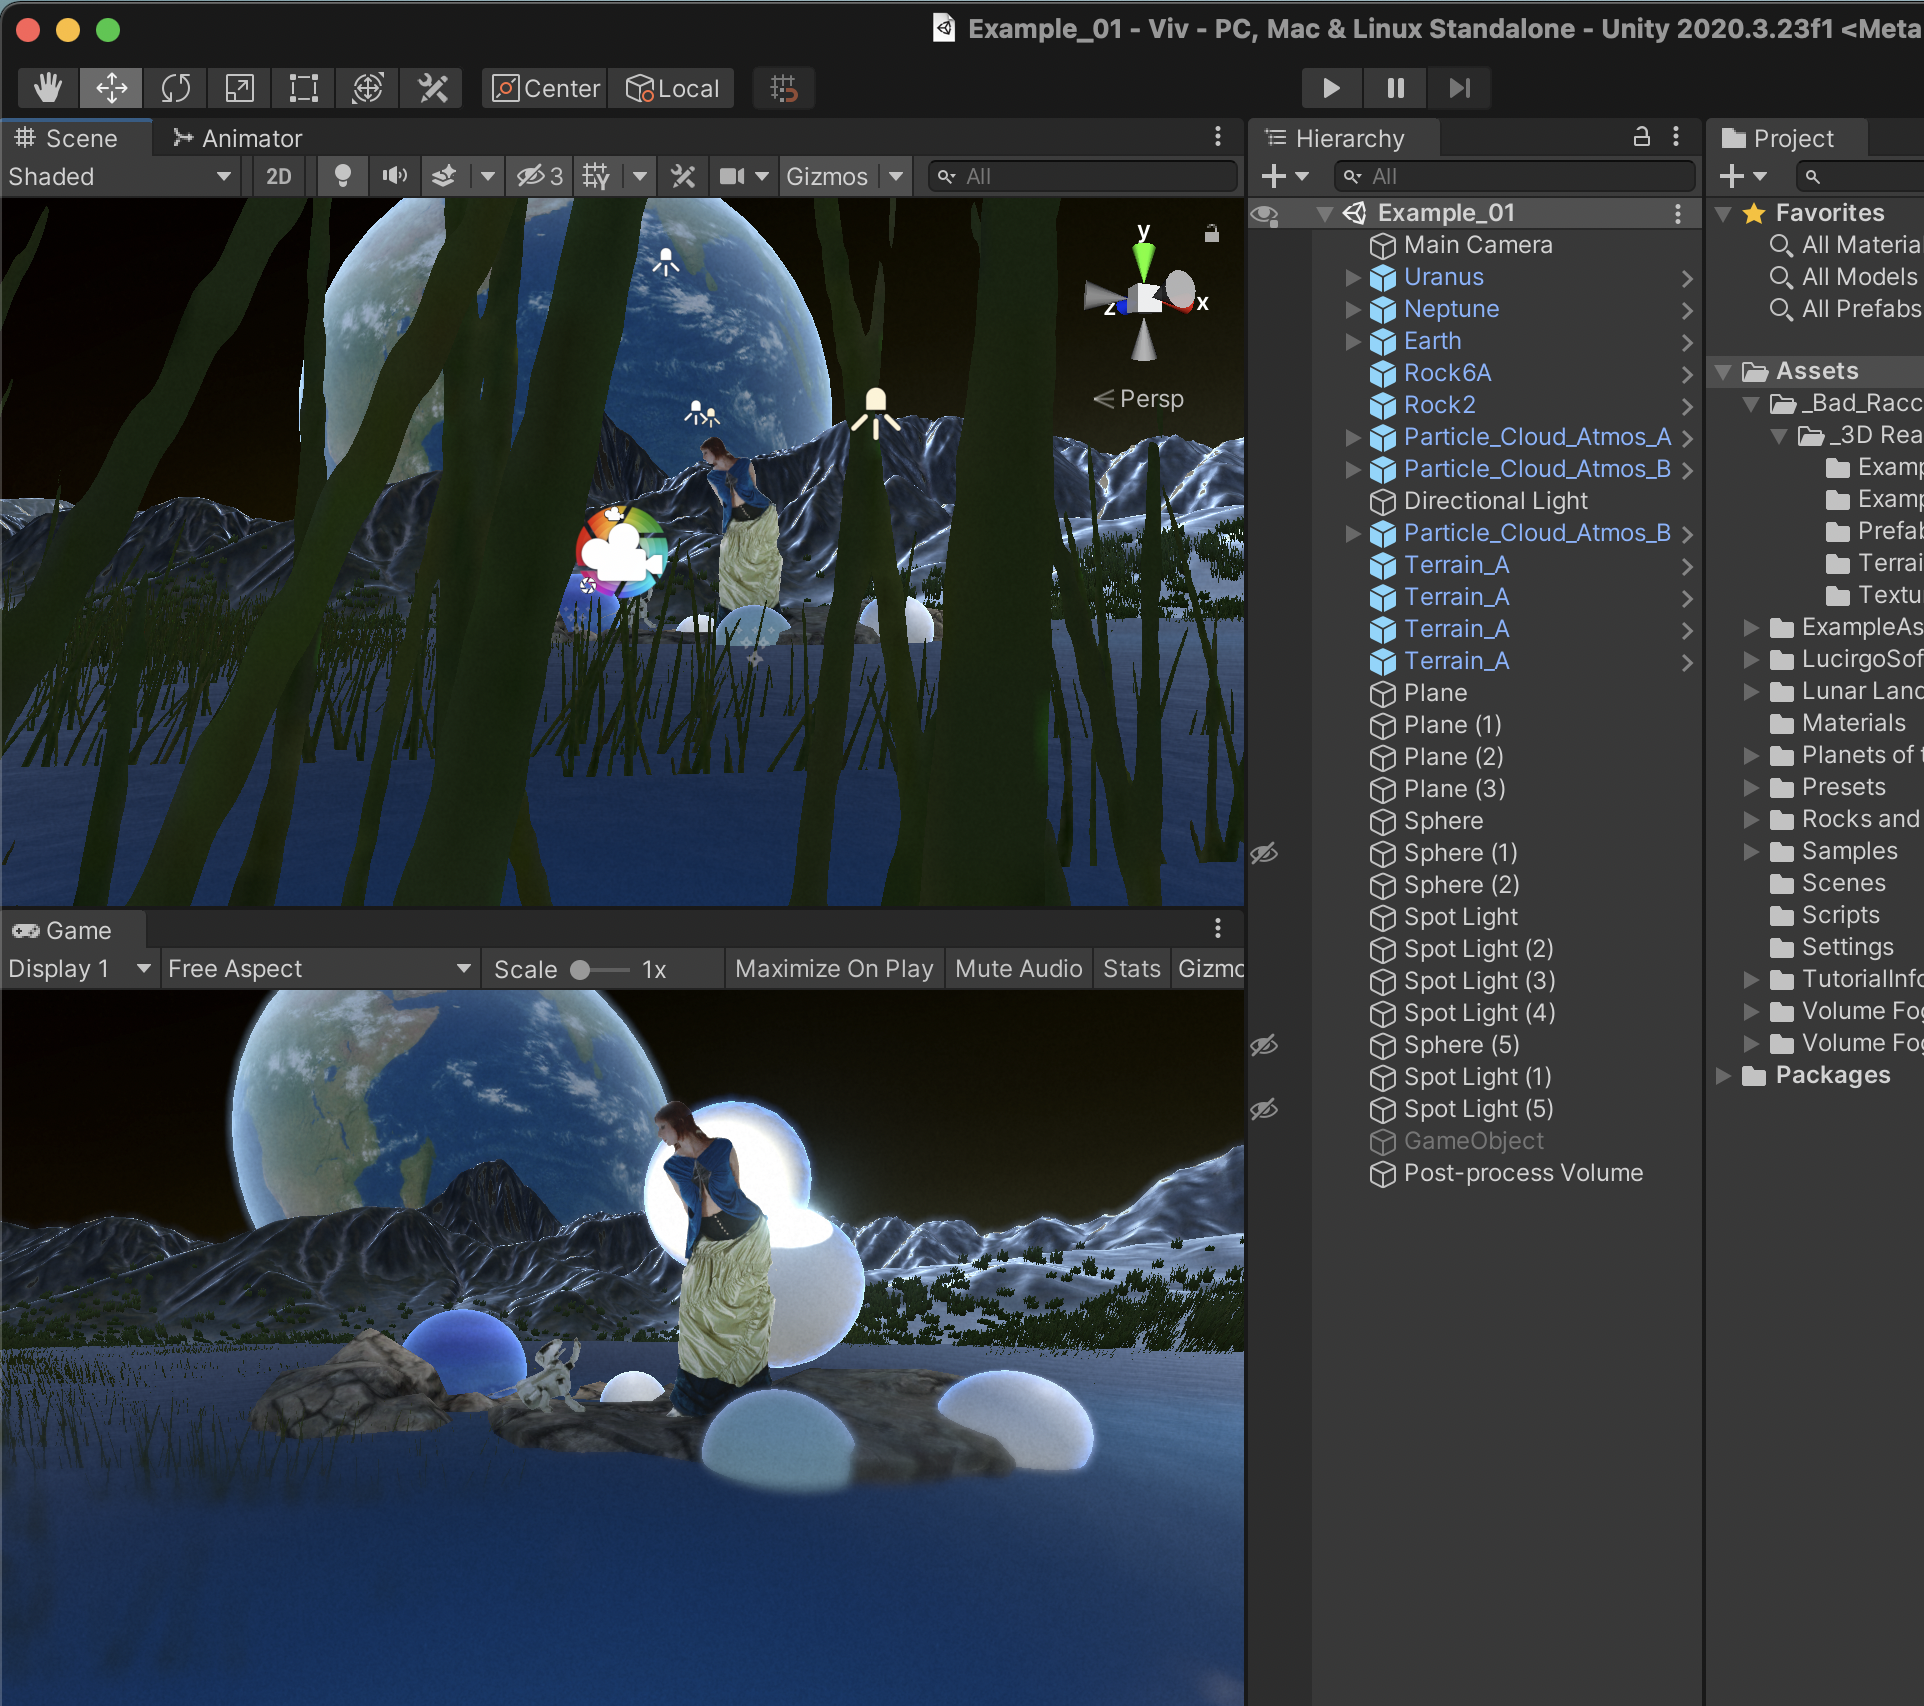 Example_01 - Viv - PC, Mac & Linux Standalone - Unity 2020.3.23f1 <Meta
Center
Local
Scene
Animator
Shaded
2D
3
Gizmos
All
y
x
z
Persp
Game
Display 1
Free Aspect
Scale
1x
Maximize On Play
Mute Audio
Stats
Gizmo
Hierarchy
All
Example_01
Main Camera
Uranus
Neptune
Earth
Rock6A
Rock2
Particle_Cloud_Atmos_A
Particle_Cloud_Atmos_B
Directional Light
Particle_Cloud_Atmos_B
Terrain_A
Terrain_A
Terrain_A
Terrain_A
Plane
Plane (1)
Plane (2)
Plane (3)
Sphere
Sphere (1)
Sphere (2)
Spot Light
Spot Light (2)
Spot Light (3)
Spot Light (4)
Sphere (5)
Spot Light (1)
Spot Light (5)
GameObject
Post-process Volume
Project
Favorites
All Materia
All Models
All Prefabs
Assets
_Bad_Racc
_3D Rea
Examp
Examp
Prefab
Terrai
Textu
ExampleAs
LucirgoSof
Lunar Land
Materials
Planets of t
Presets
Rocks and
Samples
Scenes
Scripts
Settings
TutorialInfo
Volume Fog
Volume Fog
Packages